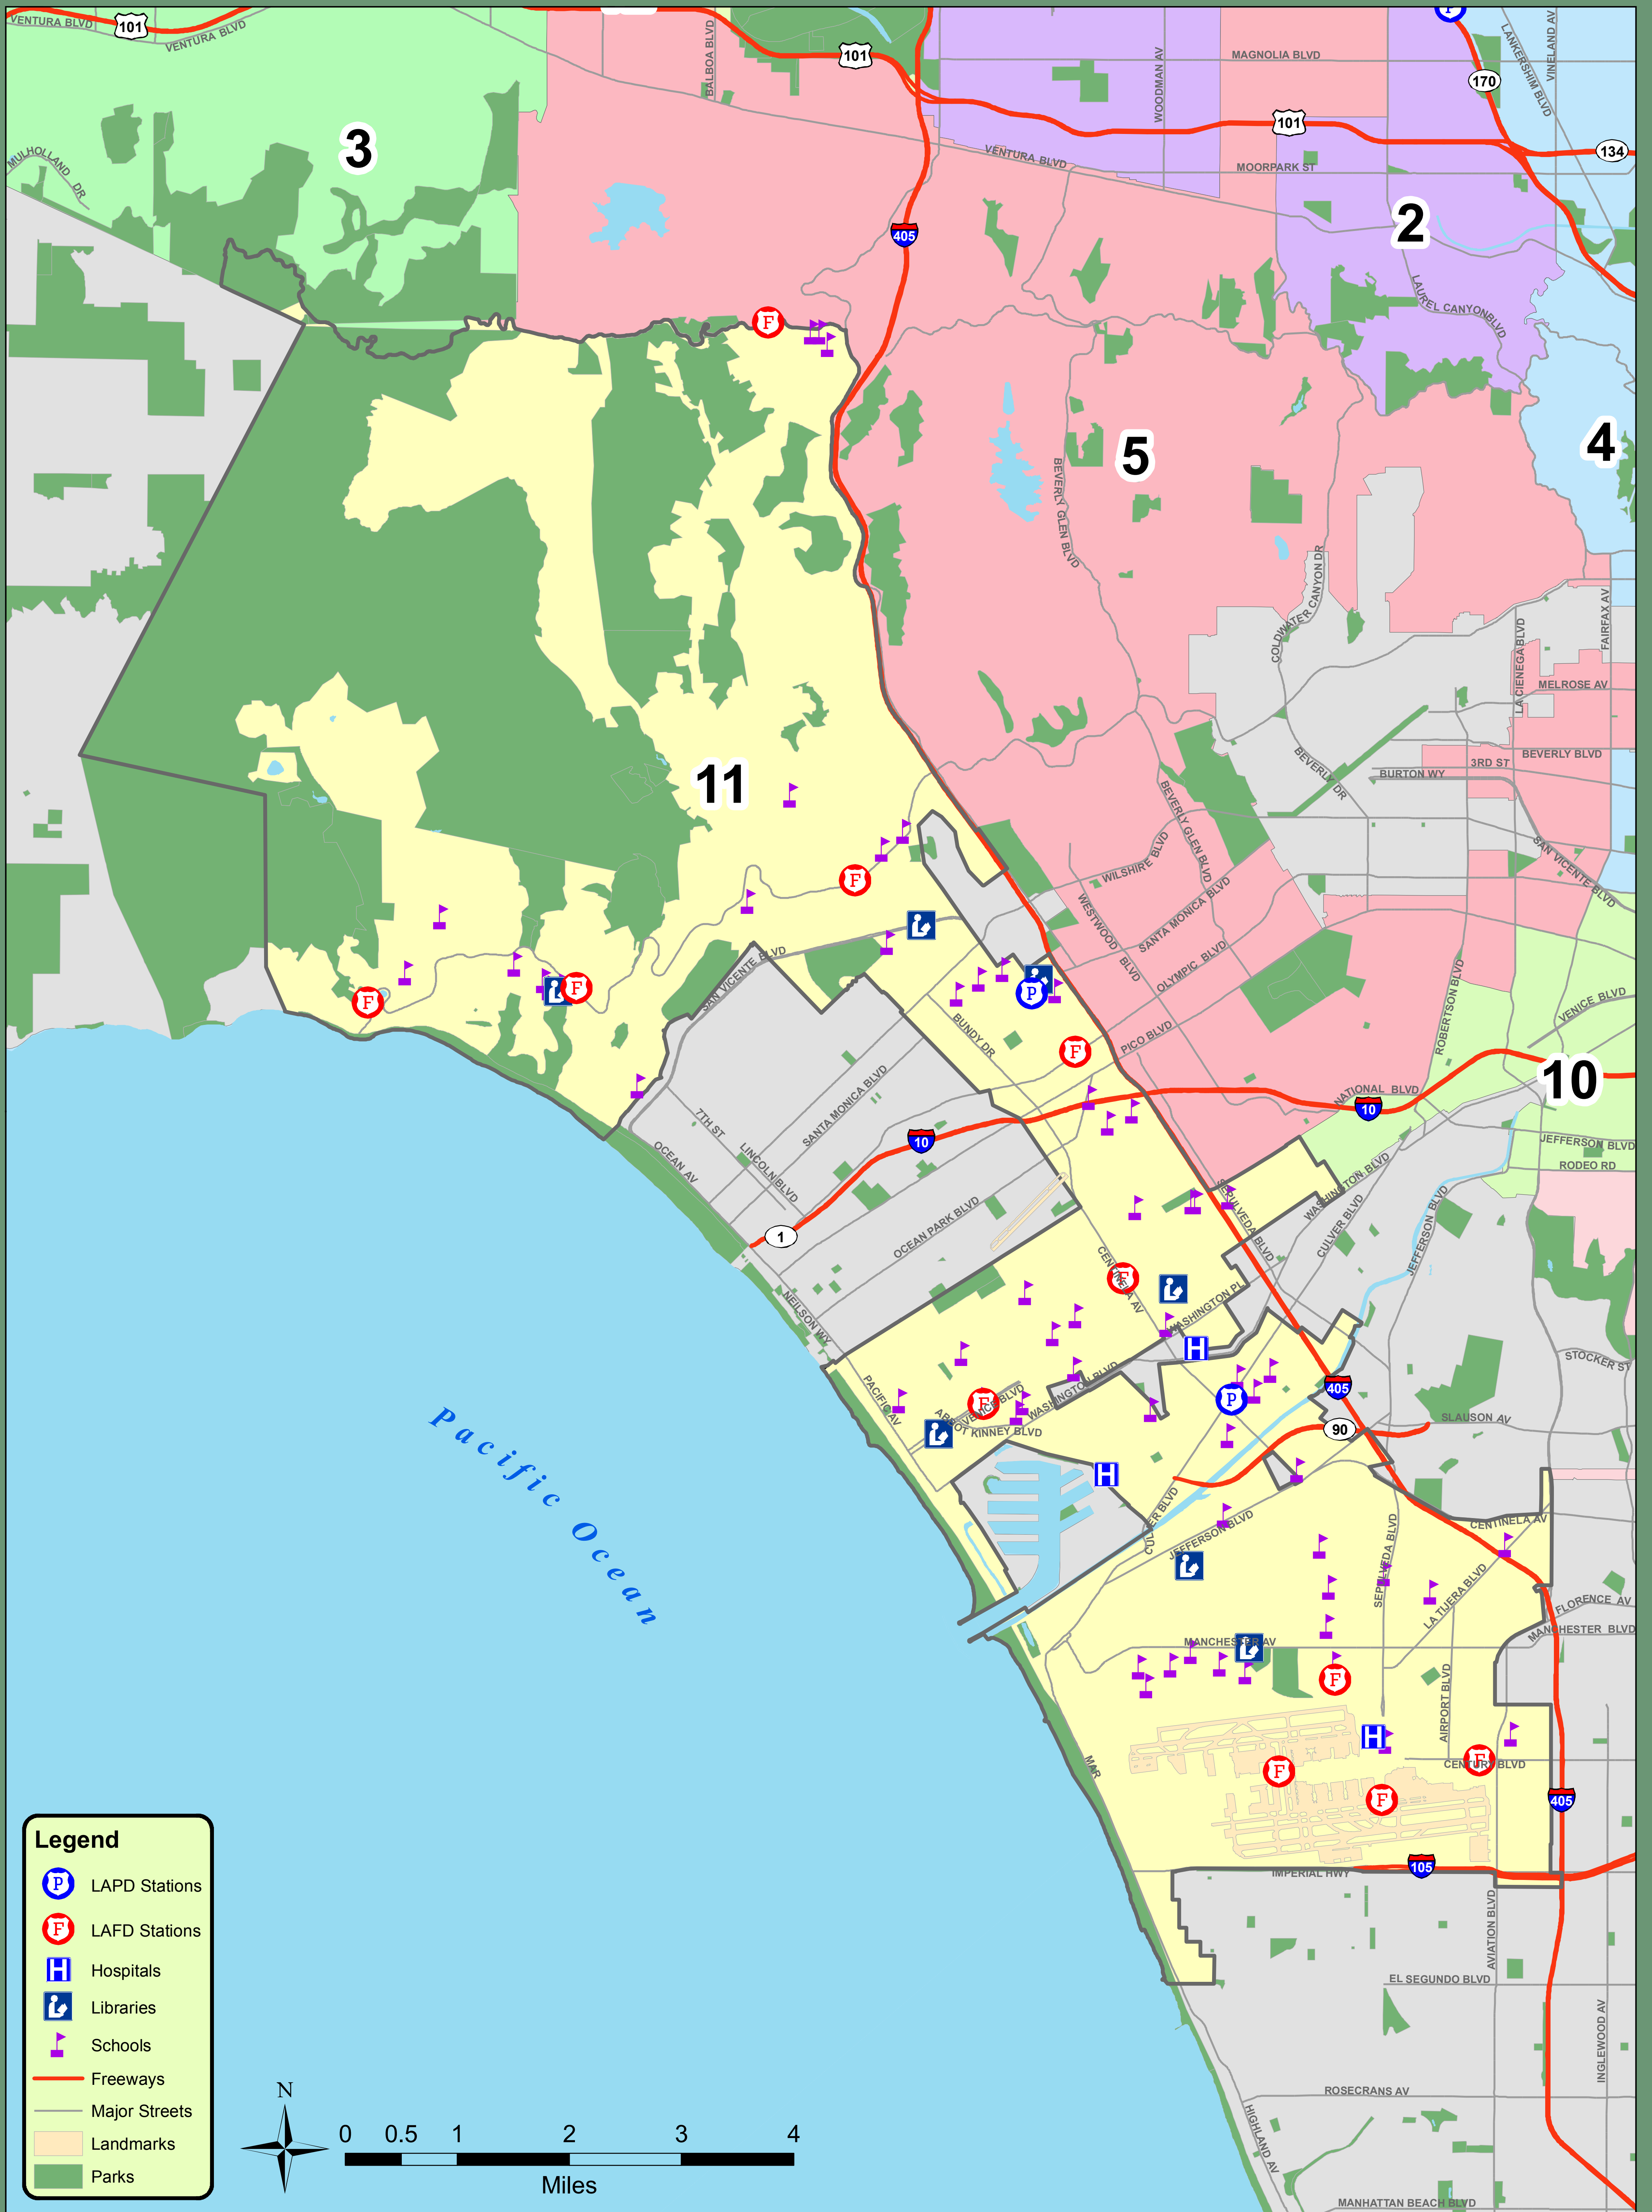 VENTURA BLVD
101
VENTURA BLVD
BALBOA BLVD
101
WOODMAN AV
MAGNOLIA BLVD
P
170
LANKERSHIM BLVD
VINELAND AV
101
134
3
MULHOLLAND DR
VENTURA BLVD
MOORPARK ST
2
405
LAUREL CANYON BLVD
F
5
4
BEVERLY GLEN BLVD
COLDWATER CANYON DR
FAIRFAX AV
LA CIENEGA BLVD
MELROSE AV
BEVERLY BLVD
3RD ST
BURTON WY
BEVERLY DR
11
BEVERLY GLEN BLVD
WILSHIRE BLVD
SAN VICENTE BLVD
F
WESTWOOD BLVD
SANTA MONICA BLVD
OLYMPIC BLVD
SAN VICENTE BLVD
ROBERTSON BLVD
VENICE BLVD
F
F
P
BUNDY DR
PICO BLVD
F
10
NATIONAL BLVD
10
SANTA MONICA BLVD
7TH ST
LINCOLN BLVD
OCEAN AV
10
JEFFERSON BLVD
RODEO RD
WASHINGTON BLVD
SEPULVEDA BLVD
CULVER BLVD
JEFFERSON BLVD
OCEAN PARK BLVD
1
CENTINELA AV
F
NEILSON WY
WASHINGTON PL
H
STOCKER ST
PACIFIC AV
F
ABBOT KINNEY BLVD
VENICE BLVD
WASHINGTON BLVD
P
405
SLAUSON AV
90
H
CULVER BLVD
JEFFERSON BLVD
Pacific Ocean
CENTINELA AV
SEPULVEDA BLVD
LA TIJERA BLVD
FLORENCE AV
MANCHESTER BLVD
MANCHESTER AV
F
AIRPORT BLVD
H
MAR
F
F
F
CENTURY BLVD
405
105
IMPERIAL HWY
AVIATION BLVD
EL SEGUNDO BLVD
INGLEWOOD AV
ROSECRANS AV
HIGHLAND AV
MANHATTAN BEACH BLVD
Legend
P LAPD Stations
F LAFD Stations
H Hospitals
Libraries
Schools
Freeways
Major Streets
Landmarks
Parks
N
0 0.5 1 2 3 4
Miles